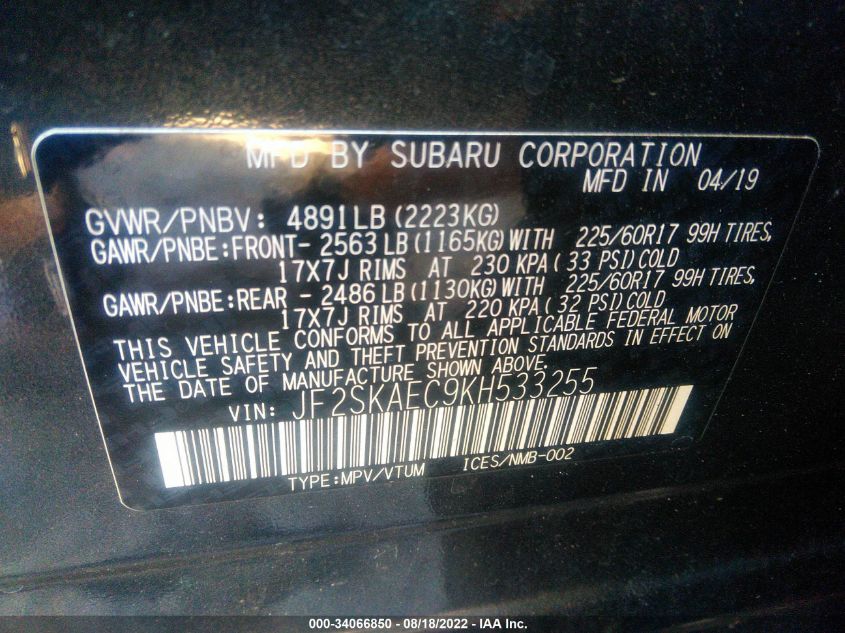 MFD BY SUBARU CORPORATION
MFD IN 04/19
GVWR/PNBV: 4891LB (2223KG)
GAWR/PNBE:FRONT- 2563 LB (1165KG) WITH 225/60R17 99H TIRES,
17X7J RIMS AT 230 KPA ( 33 PSI) COLD
GAWR/PNBE:REAR - 2486 LB (1130KG) WITH 225/60R17 99H TIRES,
17X7J RIMS AT 220 KPA ( 32 PSI) COLD
THIS VEHICLE CONFORMS TO ALL APPLICABLE FEDERAL MOTOR
VEHICLE SAFETY AND THEFT PREVENTION STANDARDS IN EFFECT ON
THE DATE OF MANUFACTURE SHOWN ABOVE.
VIN: JF2SKAEC9KH533255
TYPE:MPV/VTUM ICES/NMB-002
000-34066850 - 08/18/2022 - IAA Inc.